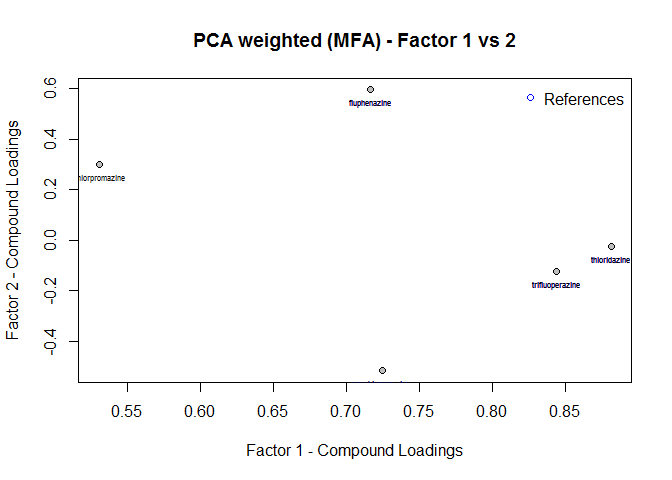 PCA weighted (MFA) - Factor 1 vs 2
Factor 2 - Compound Loadings
0.6
0.4
0.2
0.0
-0.2
-0.4
References
fluphenazine
hlorpromazine
thioridazine
trifluoperazine
0.55
0.60
0.65
0.70
0.75
0.80
0.85
Factor 1 - Compound Loadings